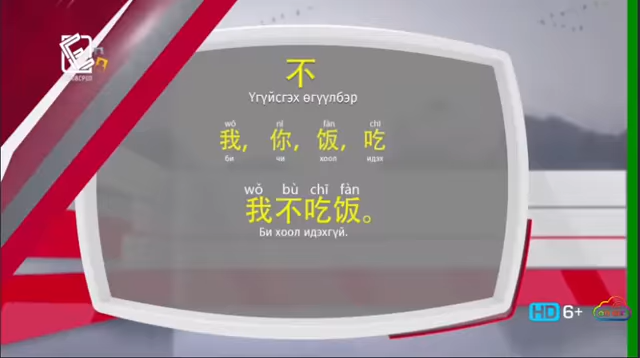 不
Үгүйсгэх өгүүлбэр
wǒ nǐ fàn chī
我, 你, 饭, 吃
би чи хоол идэх
wǒ bù chī fàn
我不吃饭。
Би хоол идэхгүй.
HD 6+